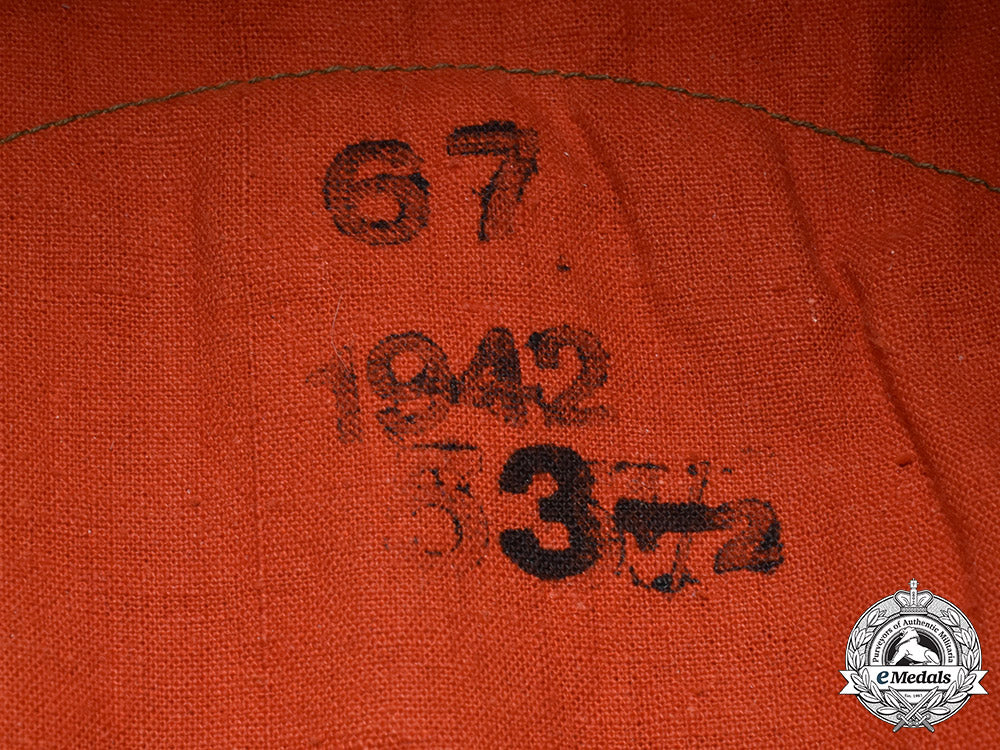 67
1942
3
Purveyors of Authentic Militaria
eMedals